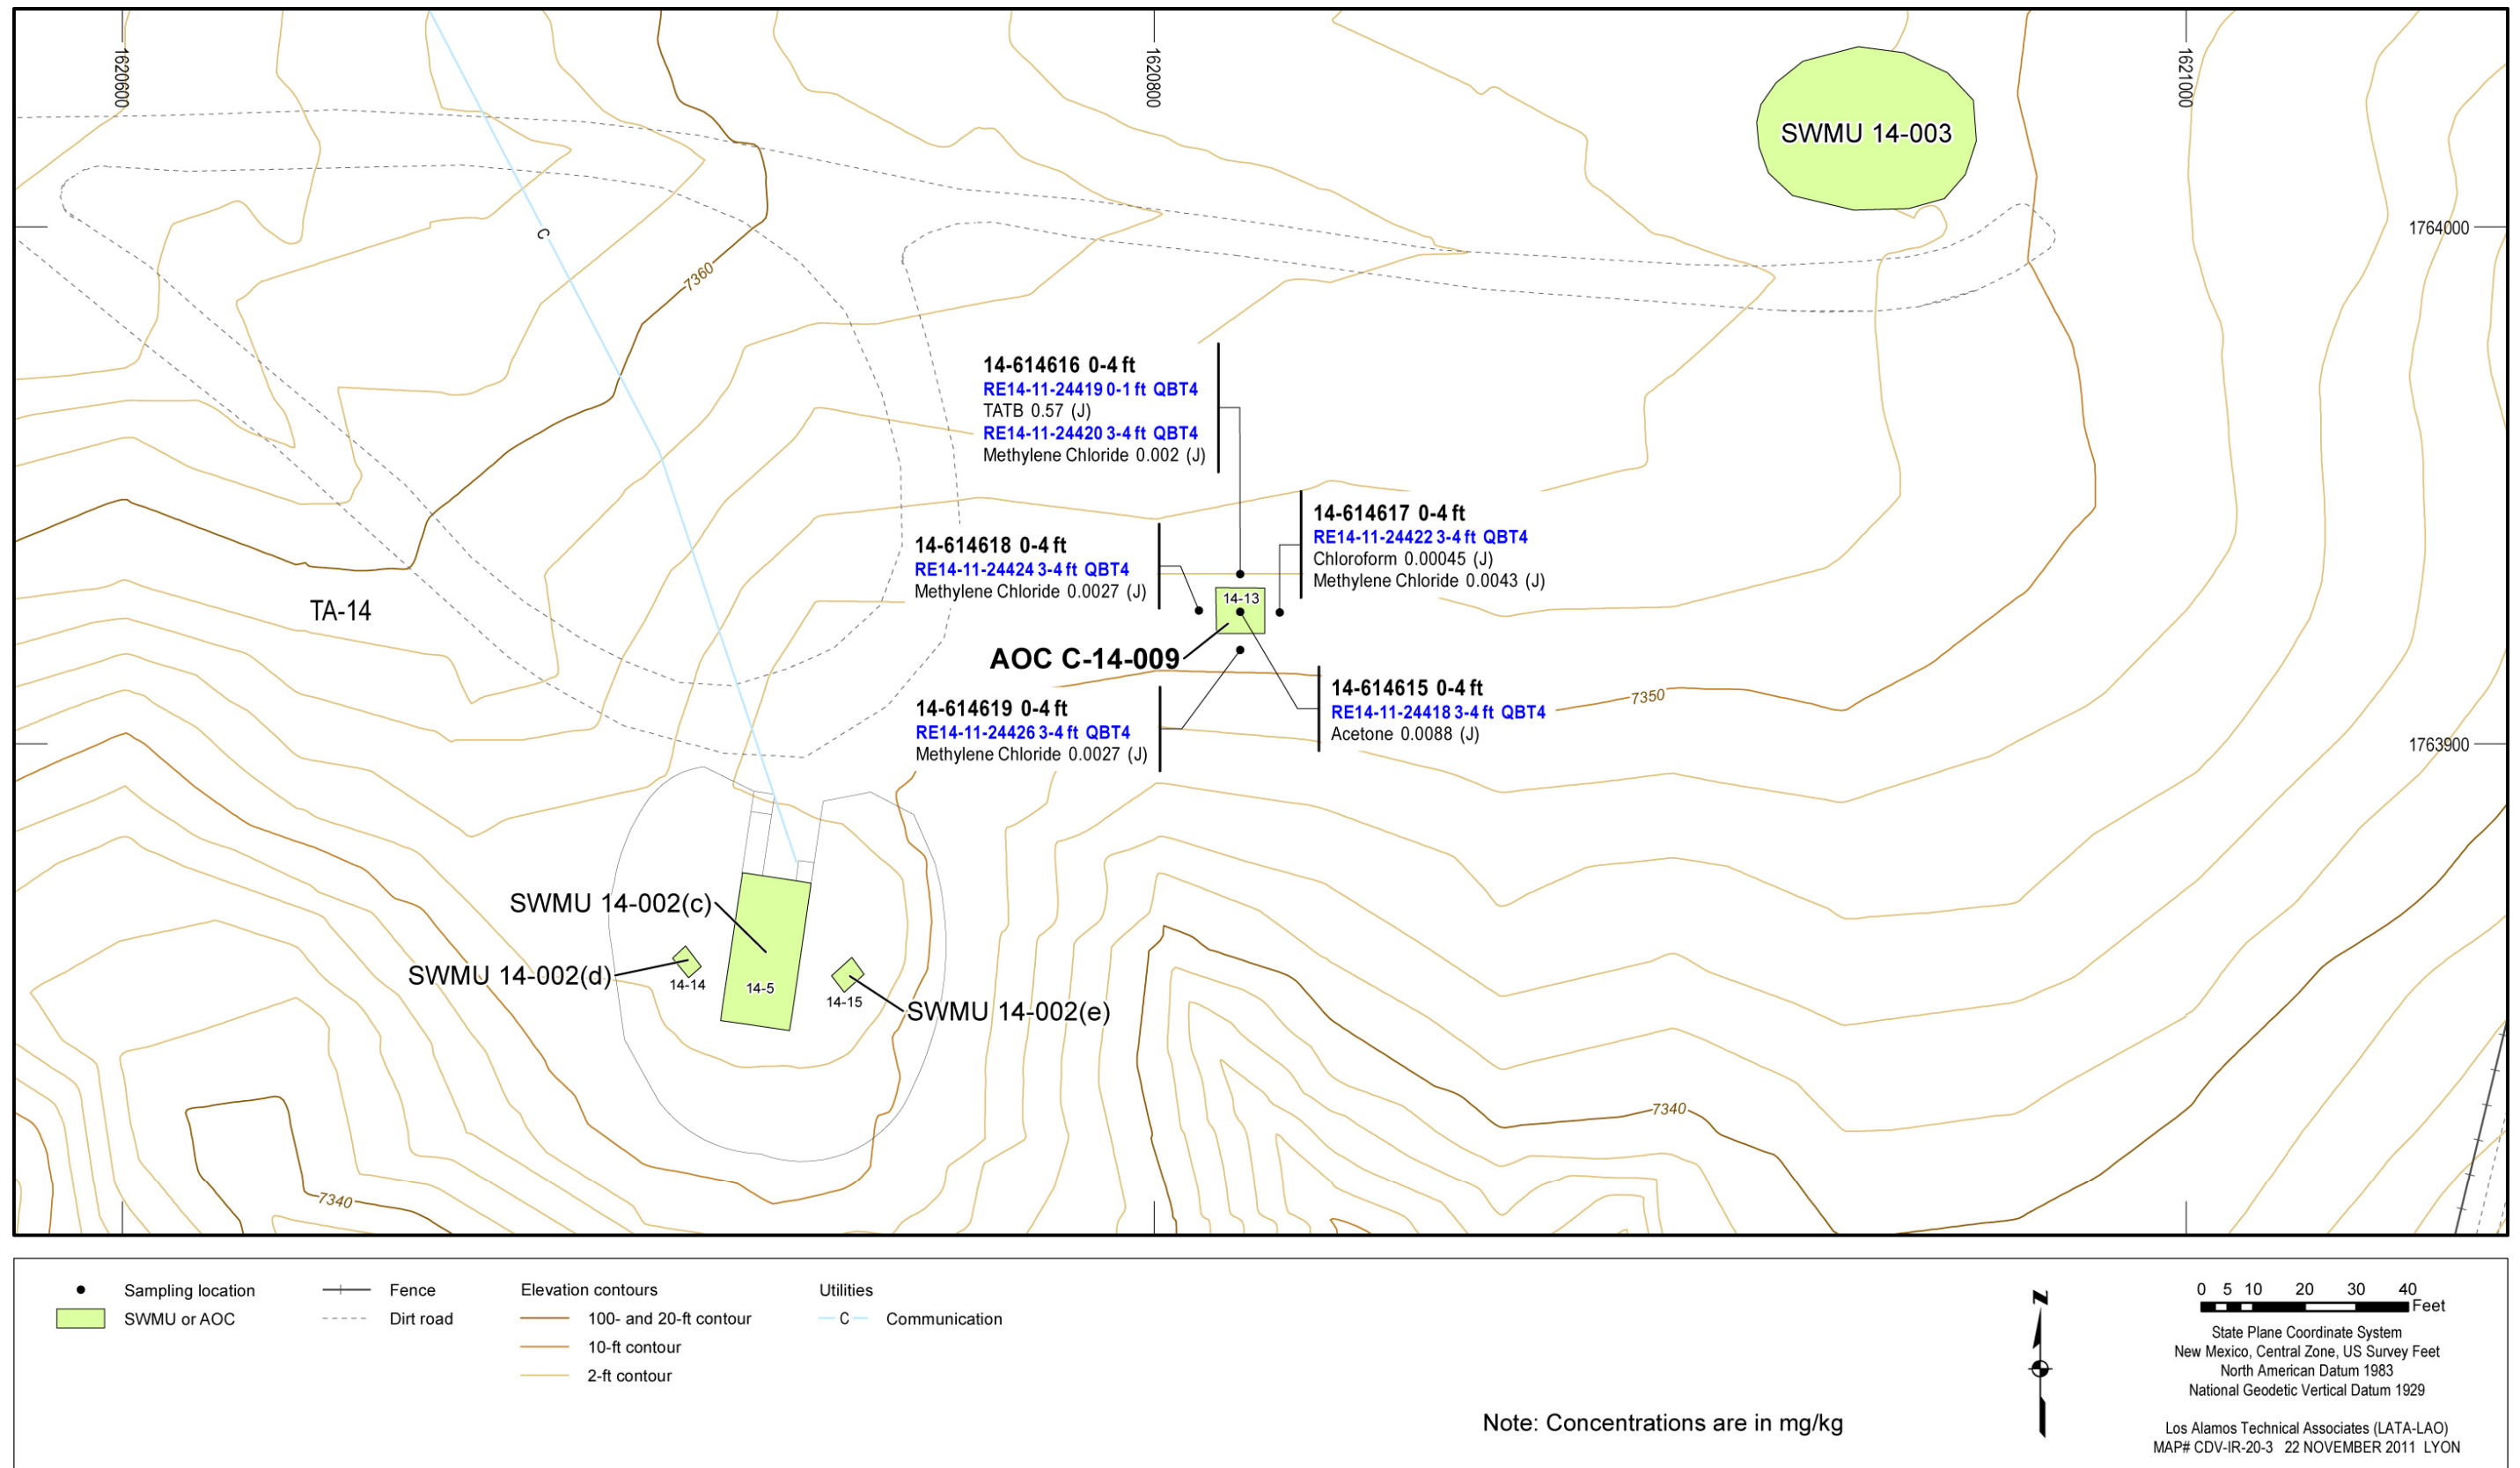 1620600
1620800
1621000
SWMU 14-003
C
1764000
7360
14-614616 0-4 ft
RE14-11-24419 0-1 ft QBT4
TATB 0.57 (J)
RE14-11-24420 3-4 ft QBT4
Methylene Chloride 0.002 (J)
14-614617 0-4 ft
RE14-11-24422 3-4 ft QBT4
Chloroform 0.00045 (J)
Methylene Chloride 0.0043 (J)
14-614618 0-4 ft
RE14-11-24424 3-4 ft QBT4
Methylene Chloride 0.0027 (J)
14-13
TA-14
AOC C-14-009
14-614615 0-4 ft
RE14-11-24418 3-4 ft QBT4
Acetone 0.0088 (J)
7350
14-614619 0-4 ft
RE14-11-24426 3-4 ft QBT4
Methylene Chloride 0.0027 (J)
1763900
SWMU 14-002(c)
SWMU 14-002(d)
14-14
14-5
14-15
SWMU 14-002(e)
7340
7340
Sampling location
SWMU or AOC
Fence
Dirt road
Elevation contours
100- and 20-ft contour
10-ft contour
2-ft contour
Utilities
C Communication
Note: Concentrations are in mg/kg
N
0 5 10 20 30 40
Feet
State Plane Coordinate System
New Mexico, Central Zone, US Survey Feet
North American Datum 1983
National Geodetic Vertical Datum 1929
Los Alamos Technical Associates (LATA-LAO)
MAP# CDV-IR-20-3 22 NOVEMBER 2011 LYON